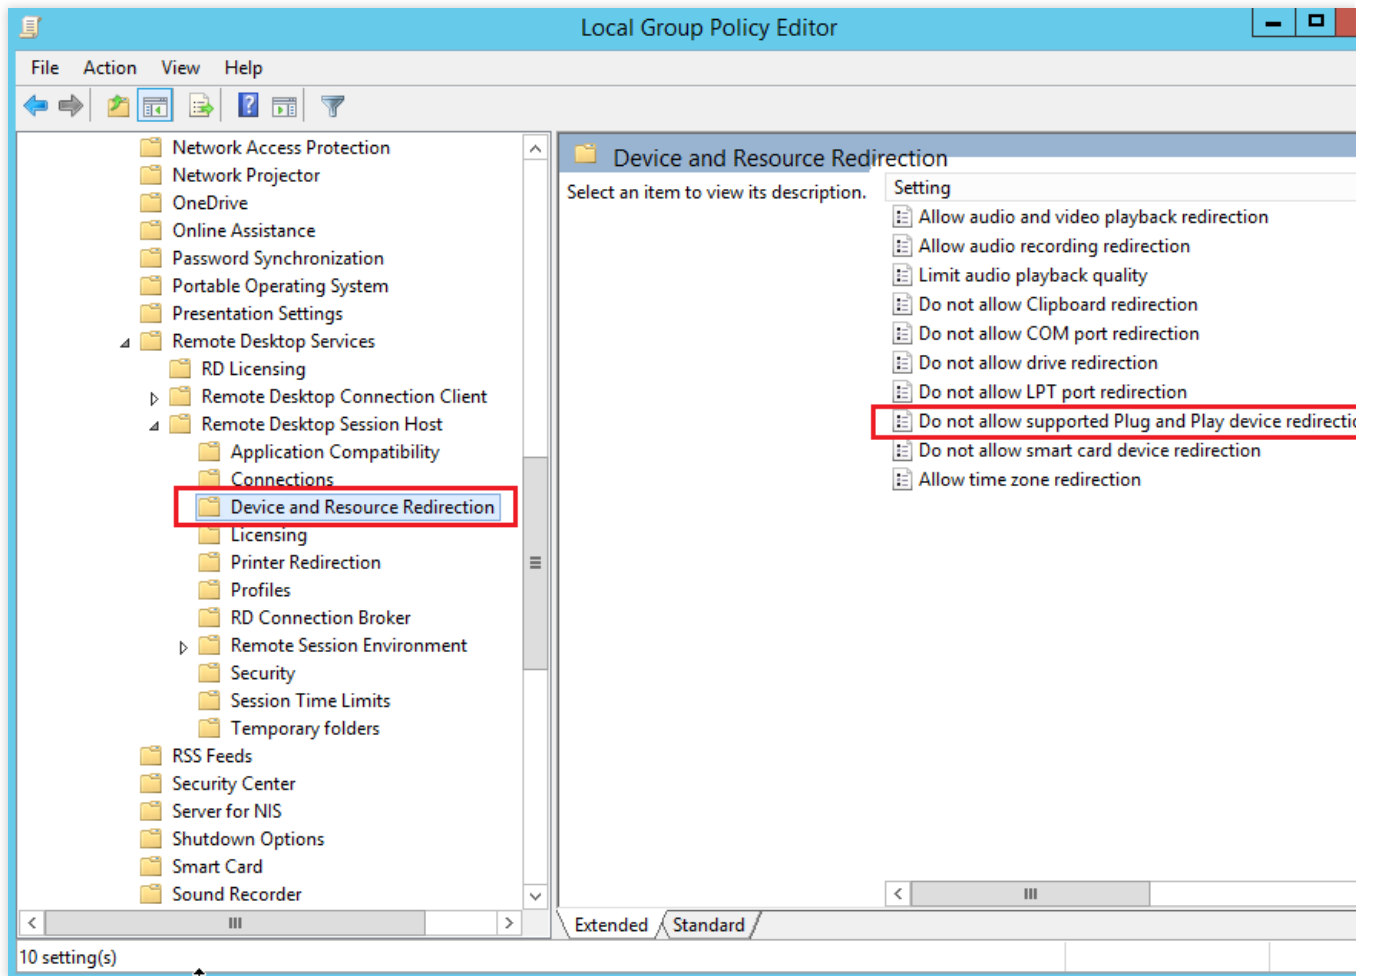 Local Group Policy Editor
File Action View Help
Network Access Protection
Network Projector
OneDrive
Online Assistance
Password Synchronization
Portable Operating System
Presentation Settings
Remote Desktop Services
RD Licensing
Remote Desktop Connection Client
Remote Desktop Session Host
Application Compatibility
Connections
Device and Resource Redirection
Licensing
Printer Redirection
Profiles
RD Connection Broker
Remote Session Environment
Security
Session Time Limits
Temporary folders
RSS Feeds
Security Center
Server for NIS
Shutdown Options
Smart Card
Sound Recorder
Device and Resource Redirection
Select an item to view its description.
Setting
Allow audio and video playback redirection
Allow audio recording redirection
Limit audio playback quality
Do not allow Clipboard redirection
Do not allow COM port redirection
Do not allow drive redirection
Do not allow LPT port redirection
Do not allow supported Plug and Play device redirectio
Do not allow smart card device redirection
Allow time zone redirection
Extended Standard
10 setting(s)